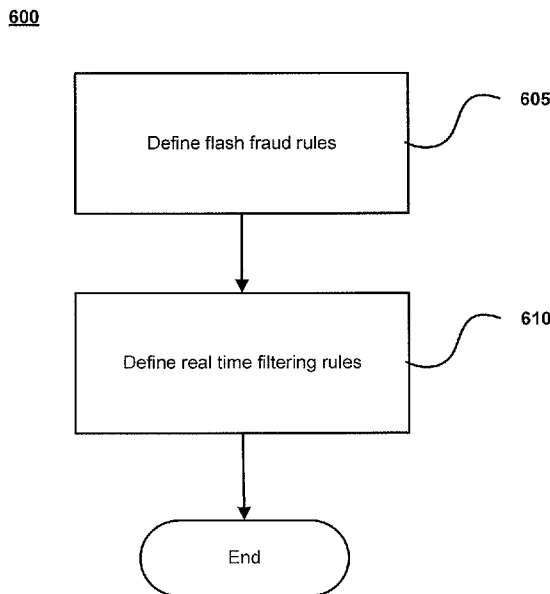 600
605
Define flash fraud rules
610
Define real time filtering rules
End